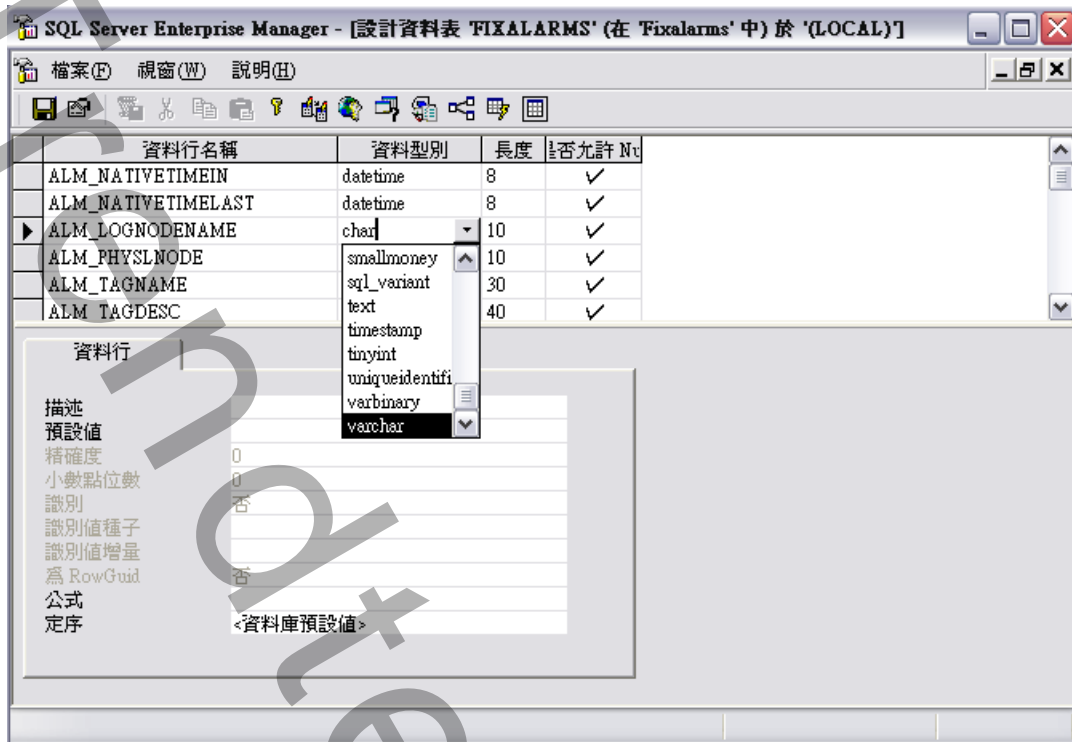 SQL Server Enterprise Manager - [設計資料表 'FIXALARMS' (在 'Fixalarms' 中) 於 '(LOCAL)']
檔案(F) 視窗(W) 說明(H)
資料行名稱 資料型別 長度 是否允許 Nu
ALM_NATIVETIMEIN datetime 8
ALM_NATIVETIMELAST datetime 8
ALM_LOGNODENAME char 10
ALM_PHYSLNODE smallmoney 10
ALM_TAGNAME sql_variant 30
ALM_TAGDESC text 40
timestamp
tinyint
uniqueidentifi
varbinary
varchar
資料行
描述
預設值
精確度 0
小數點位數 0
識別 否
識別值種子
識別值增量
為 RowGuid 否
公式
定序 <資料庫預設值>
Trendte